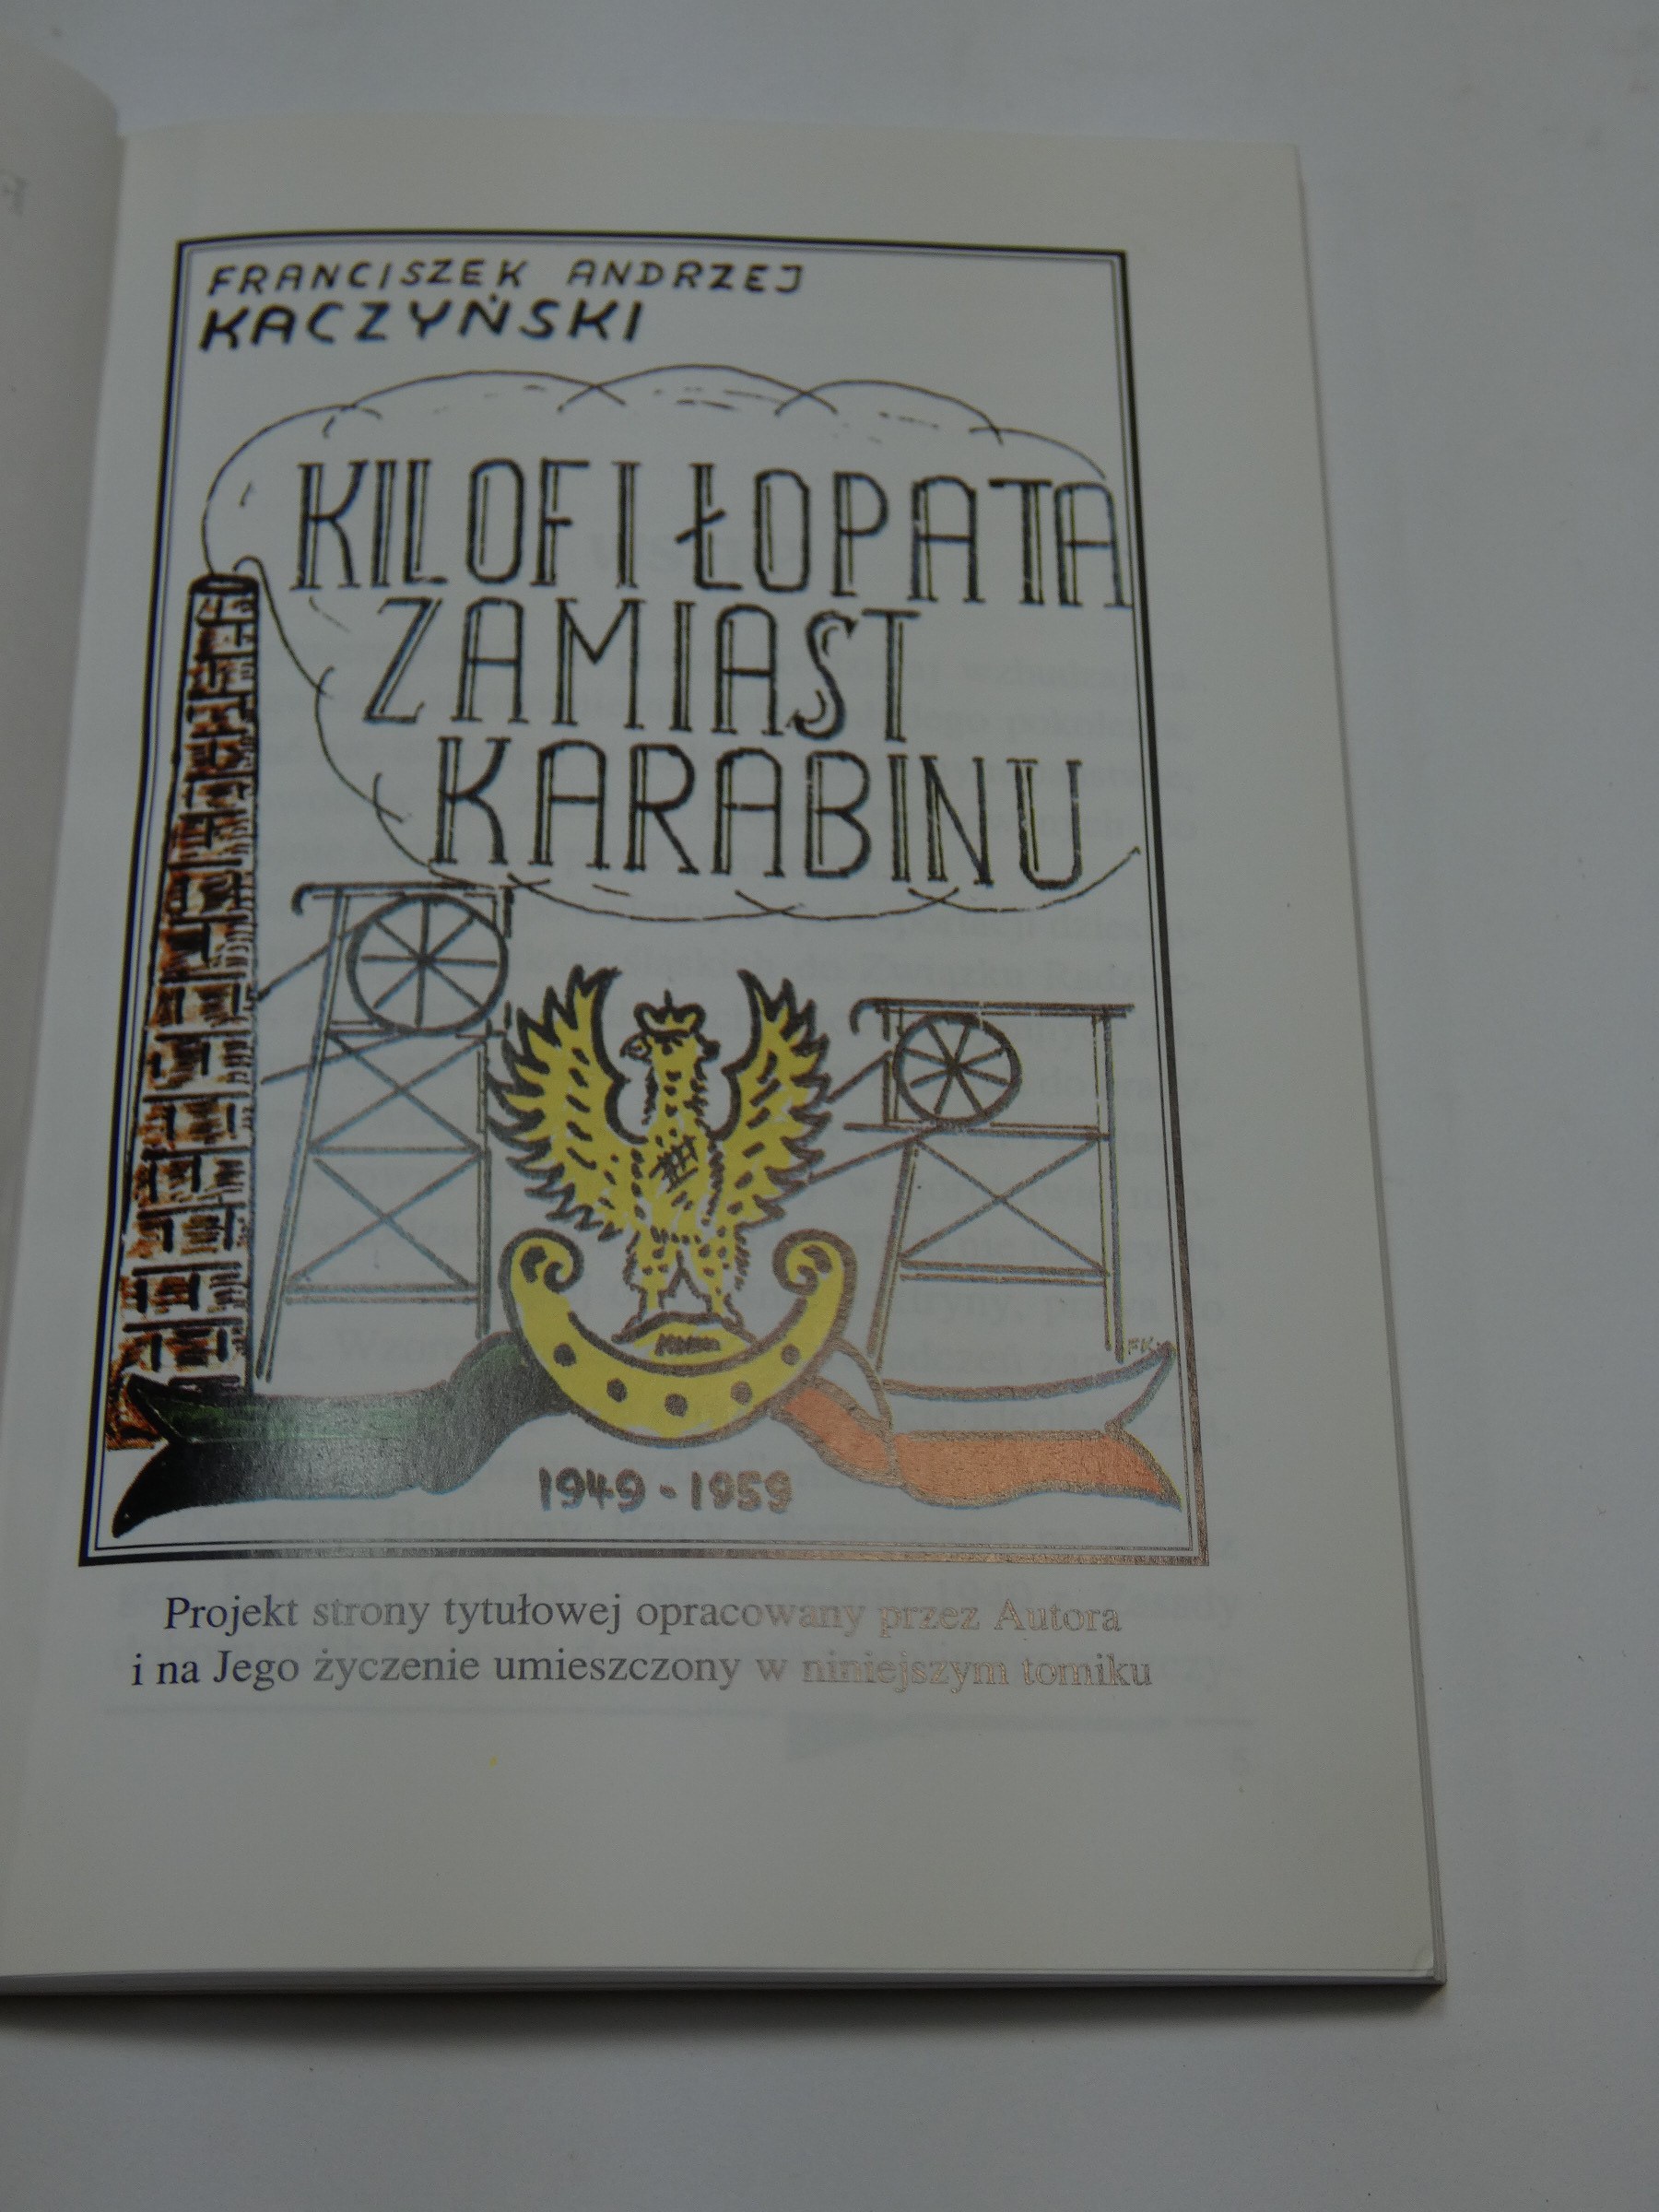 FRANCISZEK ANDRZEJ
KACZYŃSKI
KILOF I ŁOPATA
ZAMIAST
KARABINU
1949 - 1959
Projekt strony tytułowej opracowany przez Autora
i na Jego życzenie umieszczony w niniejszym tomiku